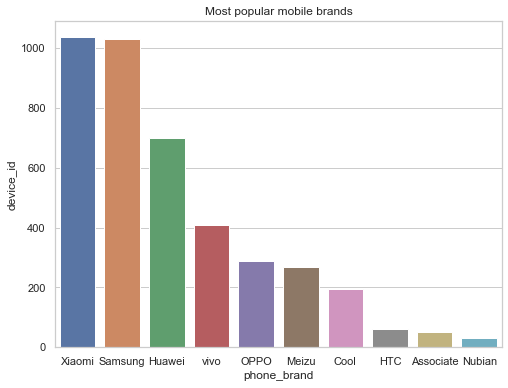 Most popular mobile brands
device_id
1000
800
600
400
200
0
Xiaomi Samsung Huawei vivo OPPO Meizu Cool HTC Associate Nubian
phone_brand